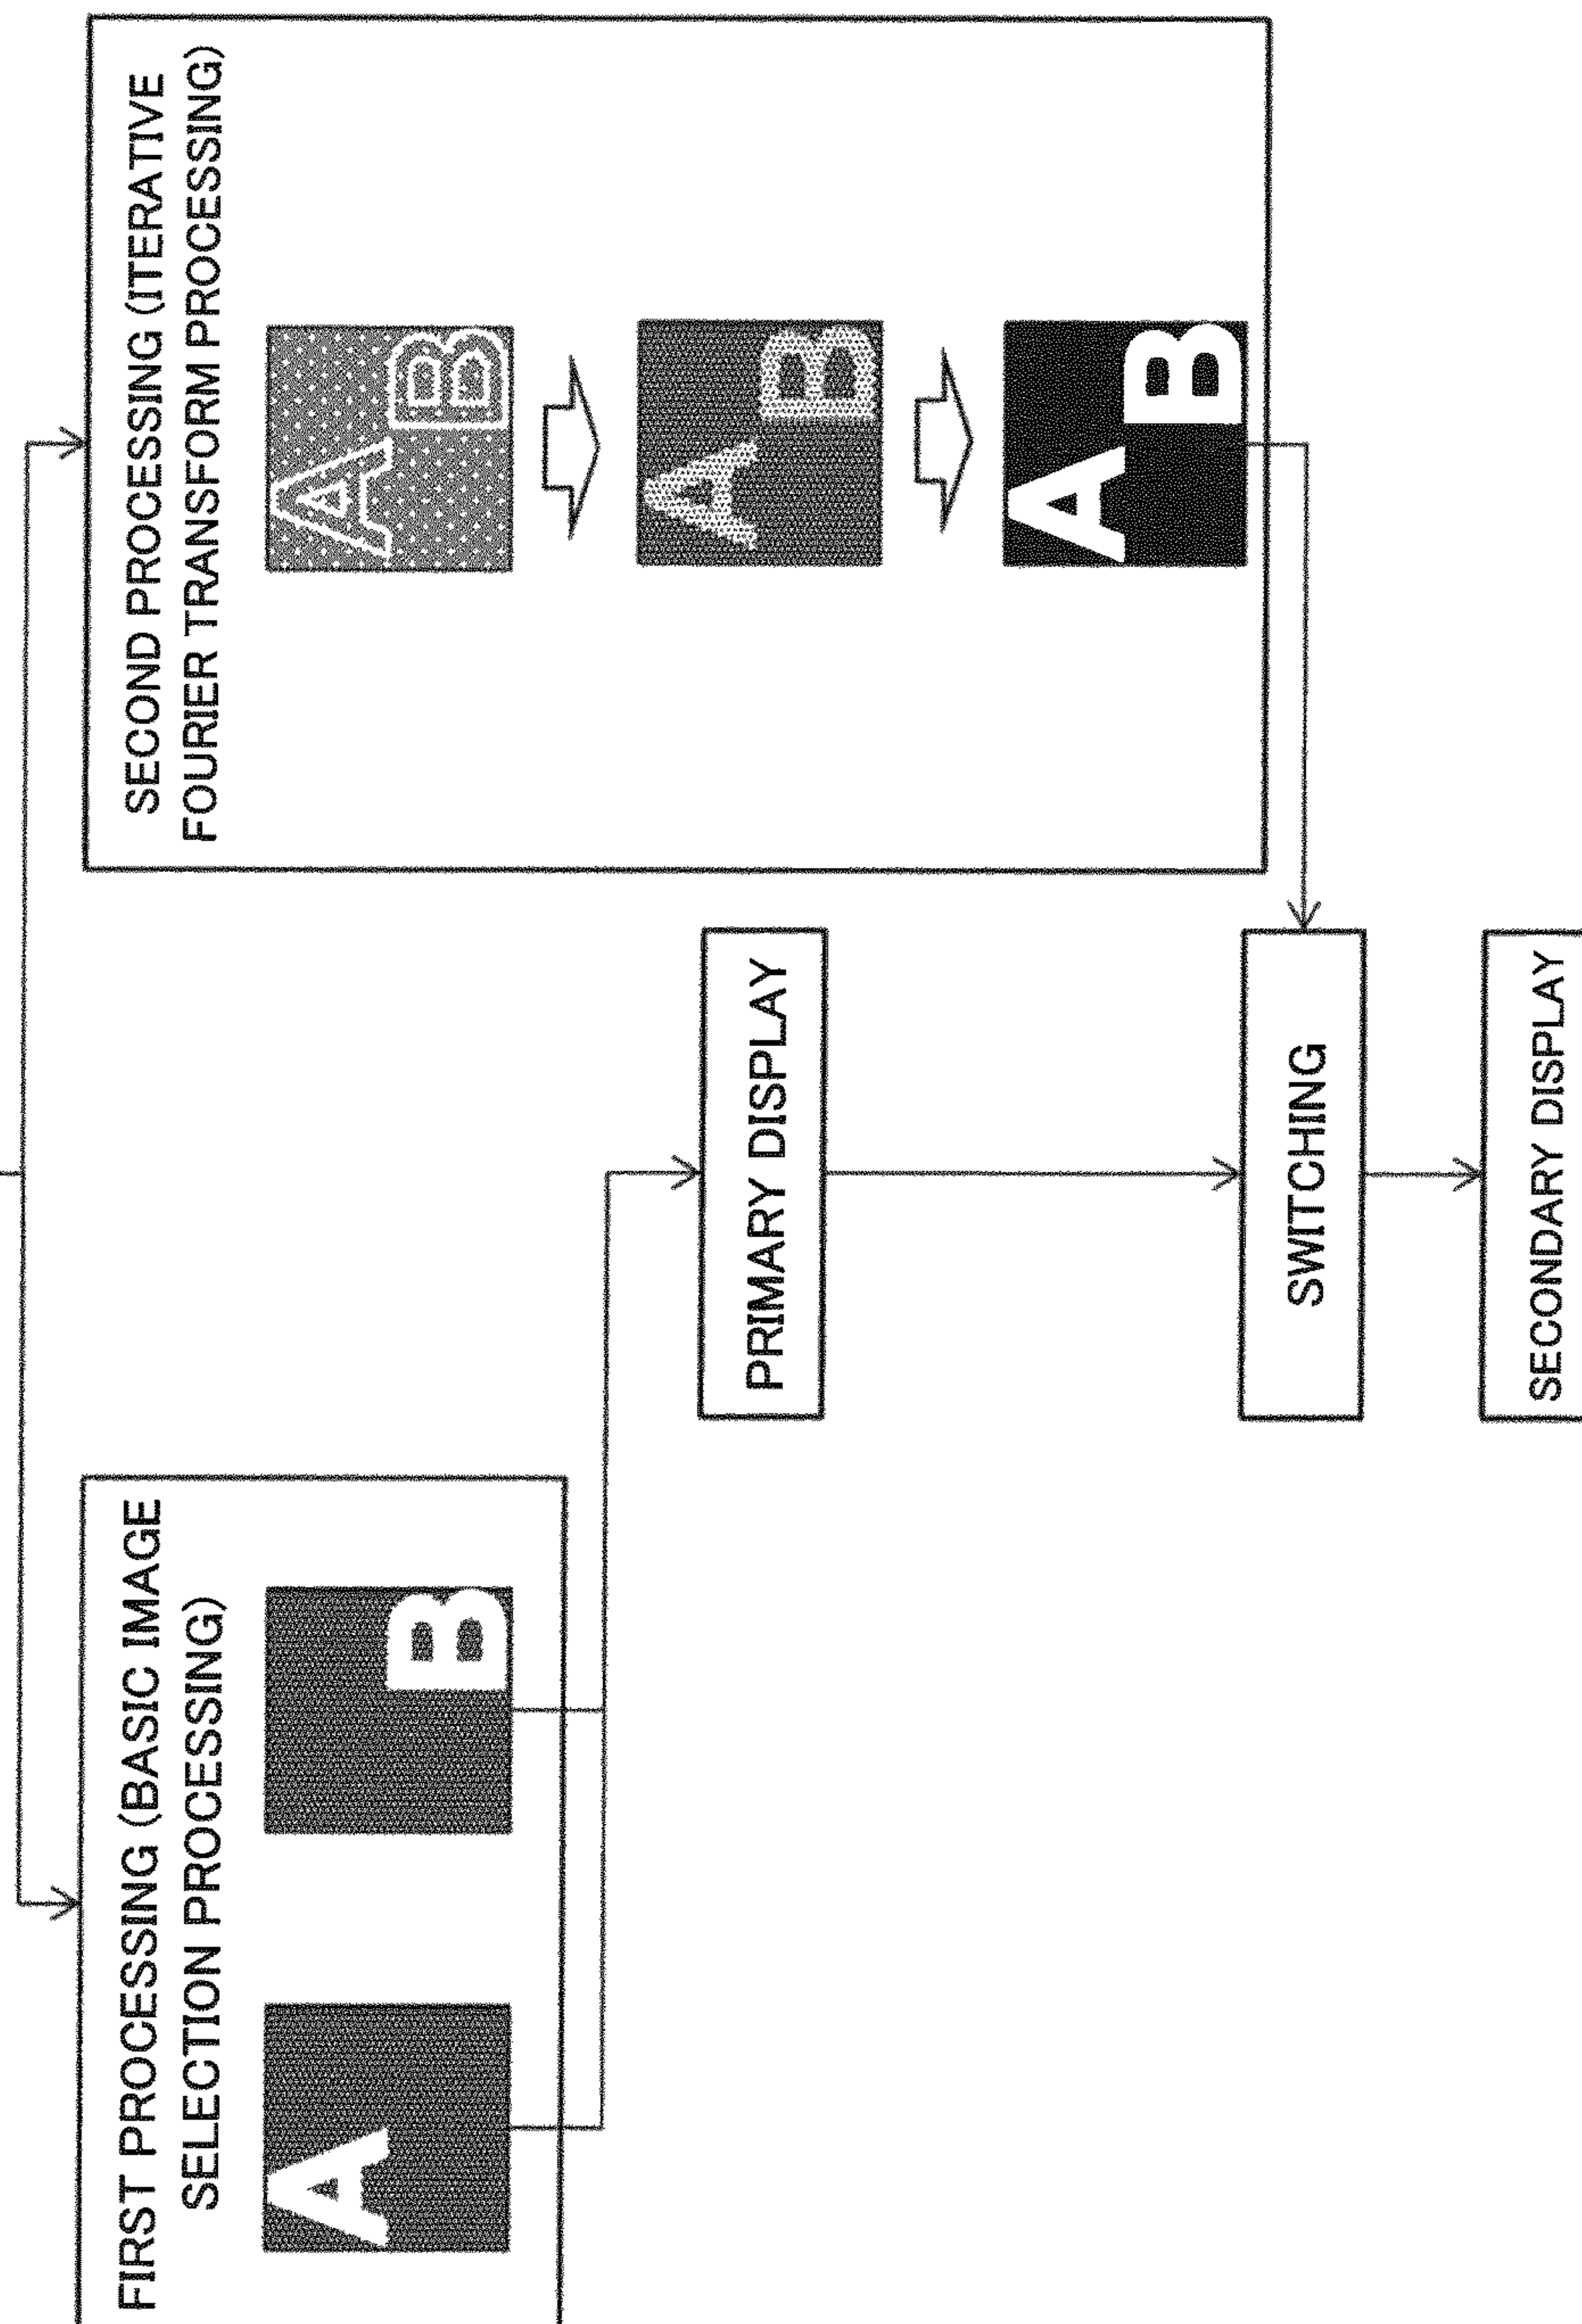 FIRST PROCESSING (BASIC IMAGE
SELECTION PROCESSING)
A
B
SECOND PROCESSING (ITERATIVE
FOURIER TRANSFORM PROCESSING)
A
B
A
B
A
B
PRIMARY DISPLAY
SWITCHING
SECONDARY DISPLAY